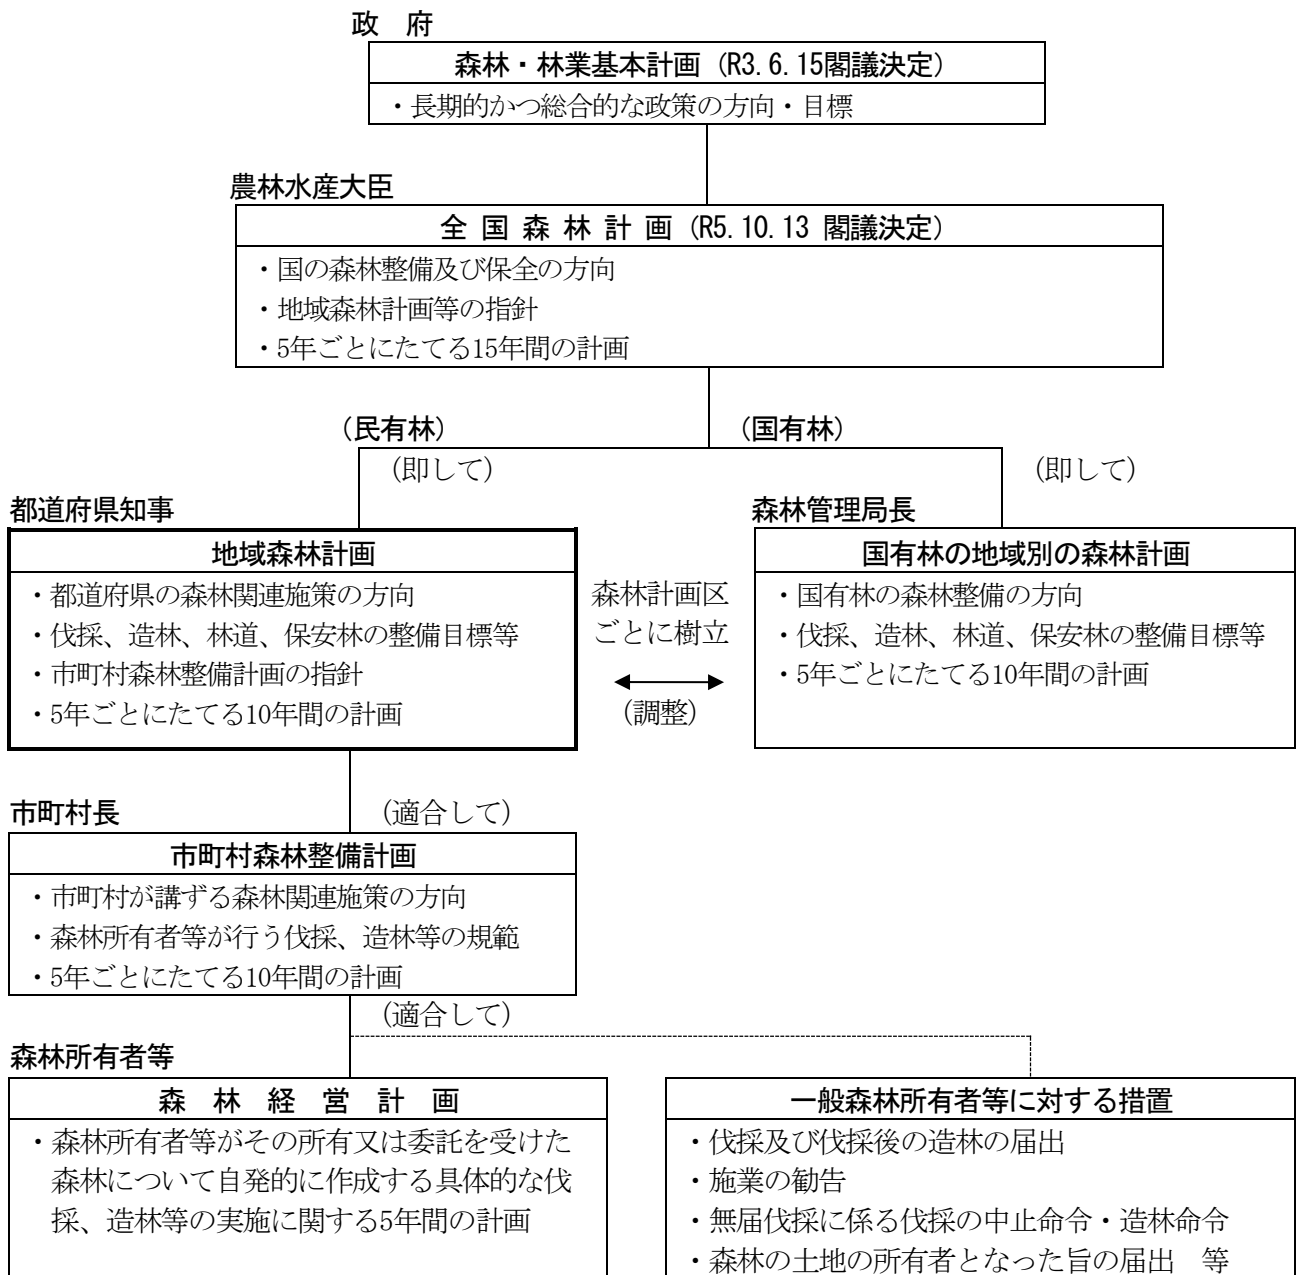 政　府
森林・林業基本計画（R3.6.15閣議決定）
・長期的かつ総合的な政策の方向・目標
農林水産大臣
全 国 森 林 計 画（R5.10.13 閣議決定）
・国の森林整備及び保全の方向
・地域森林計画等の指針
・5年ごとにたてる15年間の計画
（民有林）
（国有林）
（即して）
（即して）
都道府県知事
地域森林計画
・都道府県の森林関連施策の方向
・伐採、造林、林道、保安林の整備目標等
・市町村森林整備計画の指針
・5年ごとにたてる10年間の計画
森林計画区
ごとに樹立
（調整）
森林管理局長
国有林の地域別の森林計画
・国有林の森林整備の方向
・伐採、造林、林道、保安林の整備目標等
・5年ごとにたてる10年間の計画
市町村長
（適合して）
市町村森林整備計画
・市町村が講ずる森林関連施策の方向
・森林所有者等が行う伐採、造林等の規範
・5年ごとにたてる10年間の計画
（適合して）
森林所有者等
森　林　経　営　計　画
・森林所有者等がその所有又は委託を受けた
森林について自発的に作成する具体的な伐
採、造林等の実施に関する5年間の計画
一般森林所有者等に対する措置
・伐採及び伐採後の造林の届出
・施業の勧告
・無届伐採に係る伐採の中止命令・造林命令
・森林の土地の所有者となった旨の届出　等